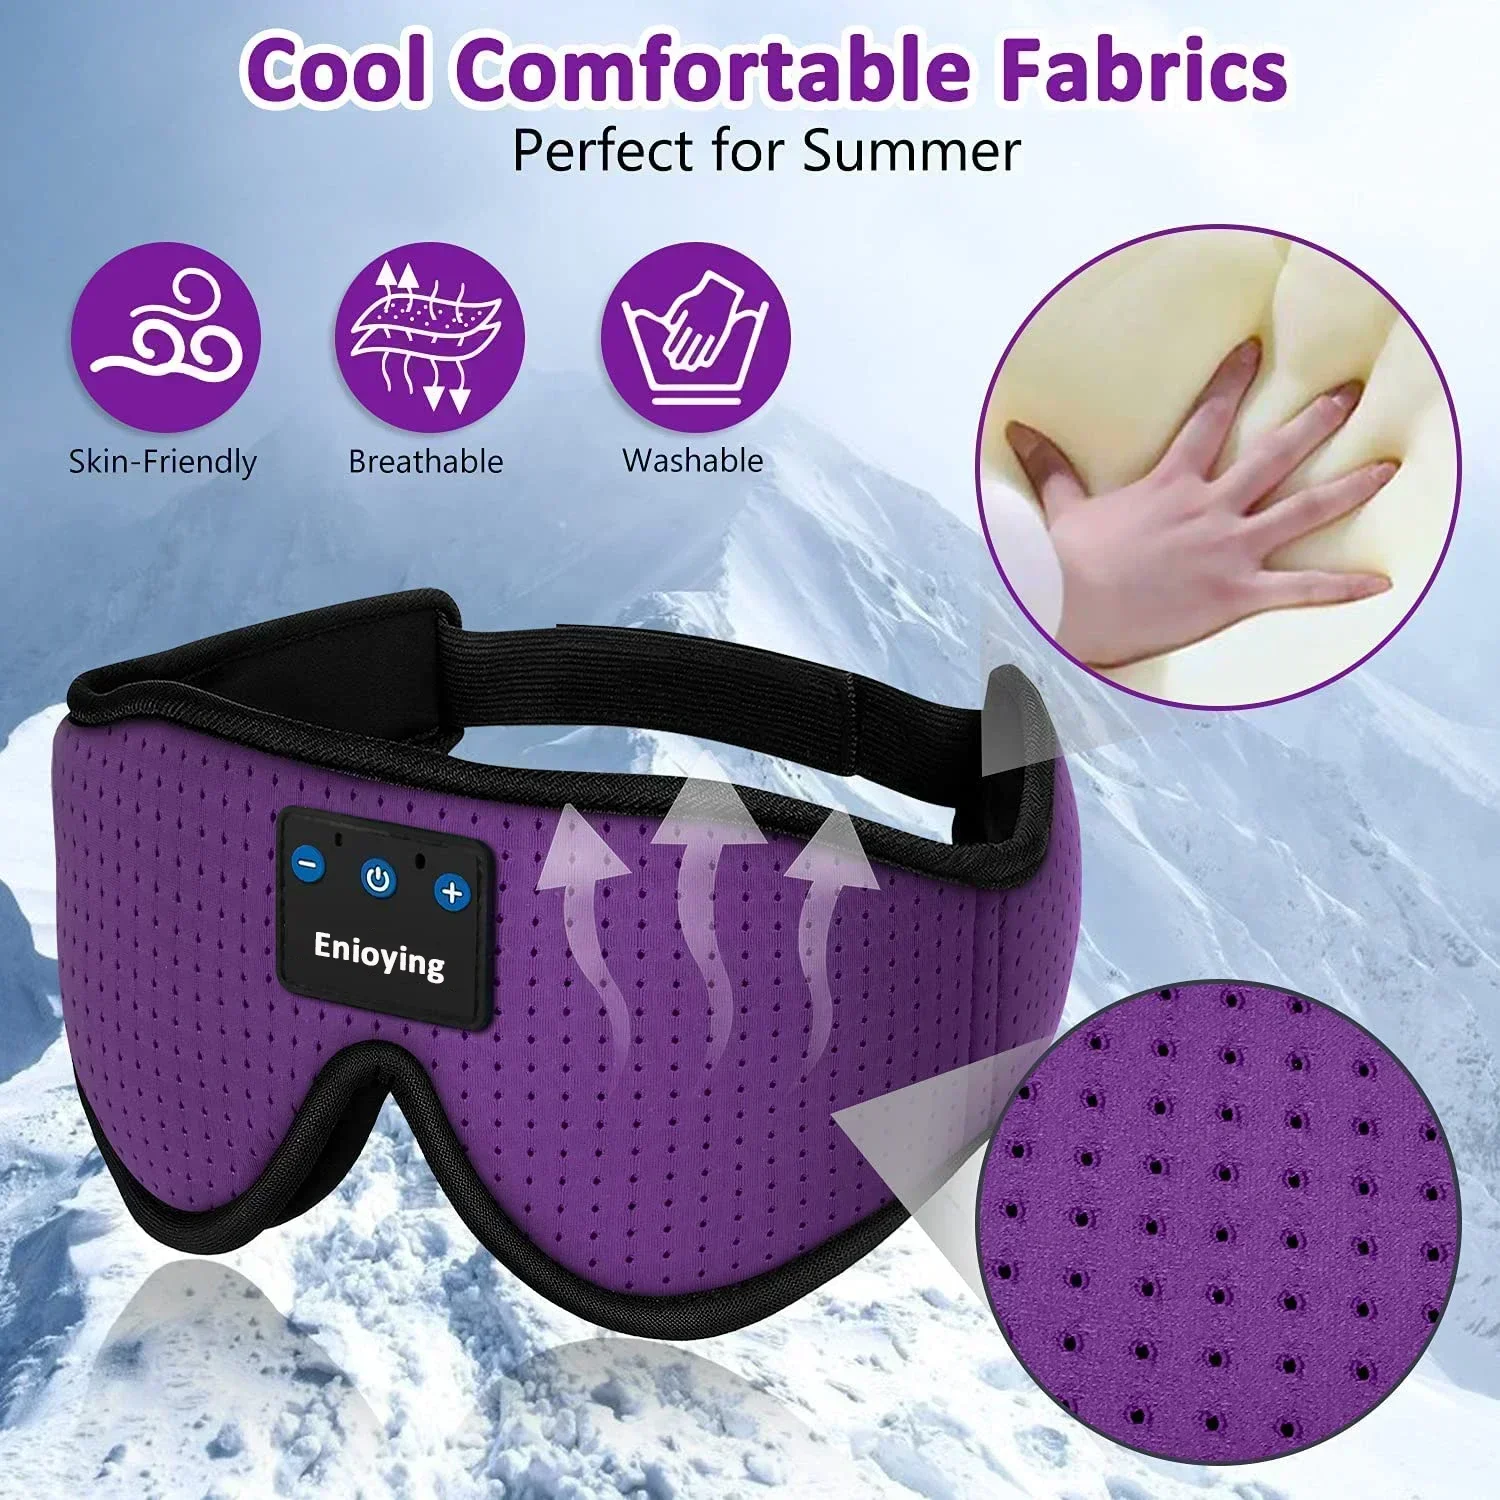 Cool Comfortable Fabrics
Perfect for Summer
Skin-Friendly
Breathable
Washable
Enioying